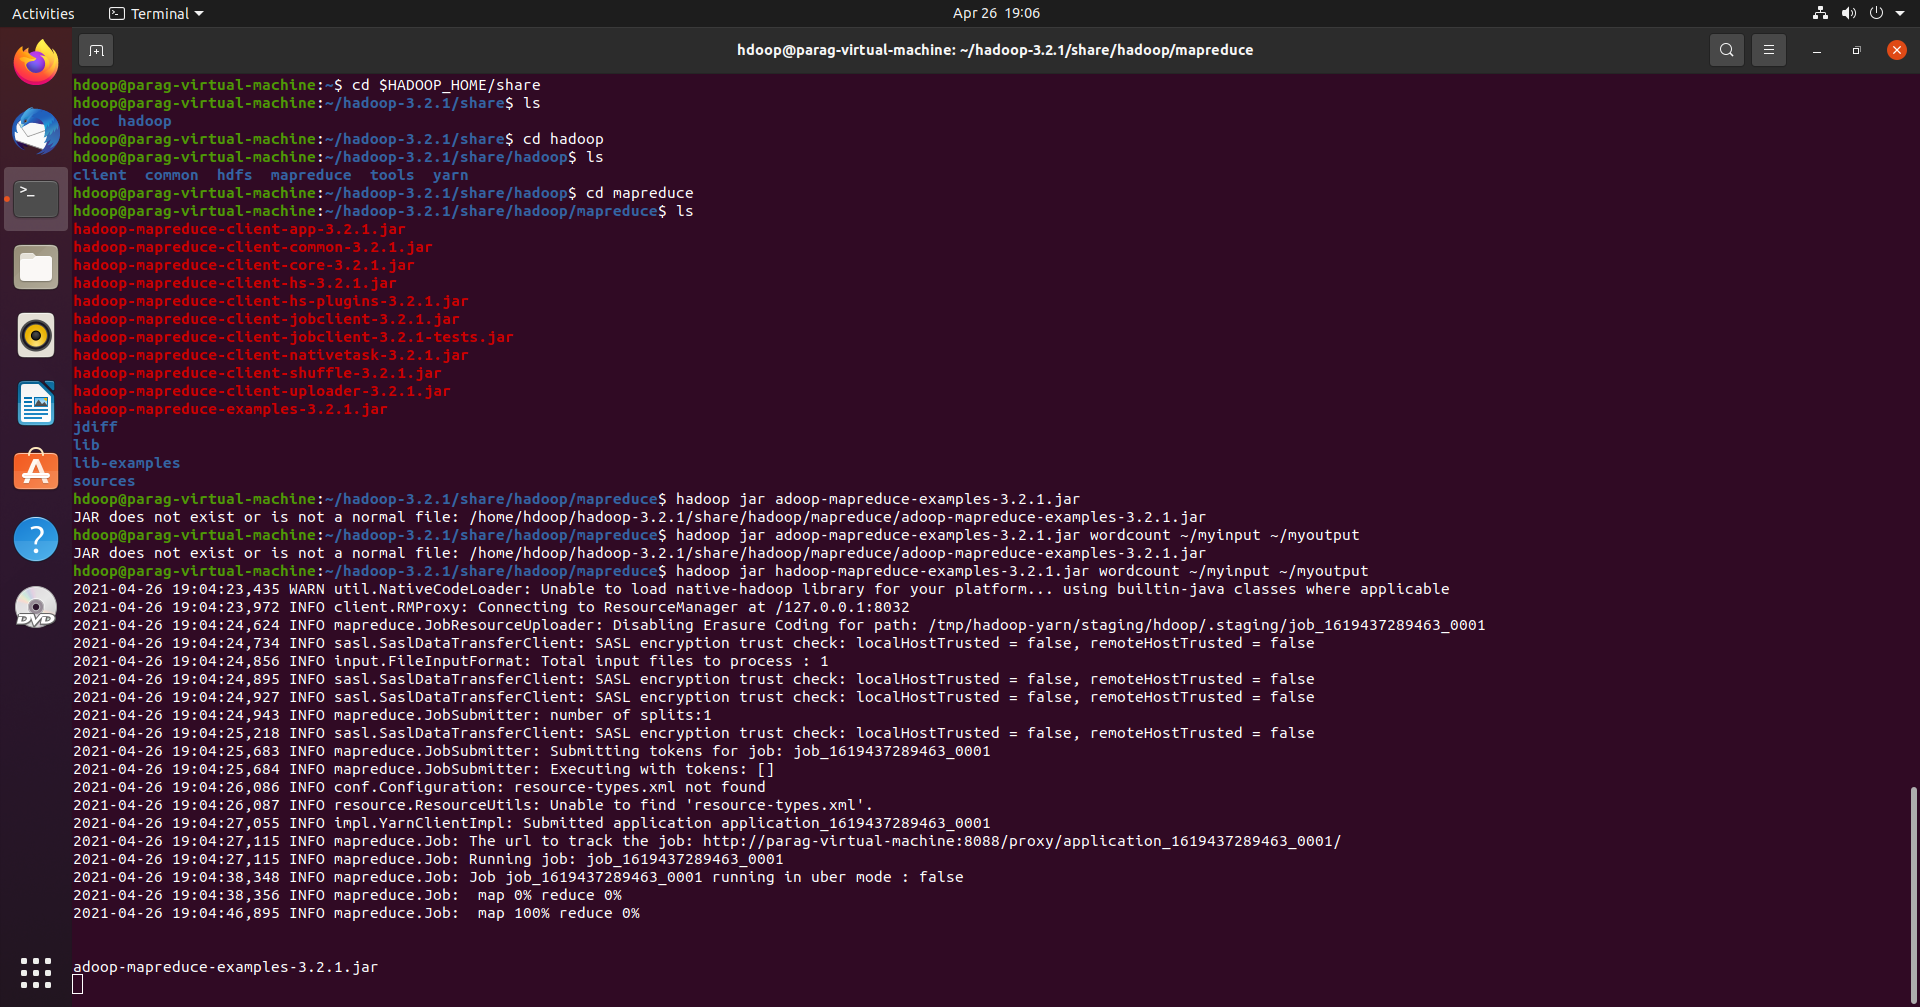 Activities
Terminal
Apr 26 19:06
hdoop@parag-virtual-machine: ~/hadoop-3.2.1/share/hadoop/mapreduce
hdoop@parag-virtual-machine:~$ cd $HADOOP_HOME/share
hdoop@parag-virtual-machine:~/hadoop-3.2.1/share$ ls
doc  hadoop
hdoop@parag-virtual-machine:~/hadoop-3.2.1/share$ cd hadoop
hdoop@parag-virtual-machine:~/hadoop-3.2.1/share/hadoop$ ls
client  common  hdfs  mapreduce  tools  yarn
hdoop@parag-virtual-machine:~/hadoop-3.2.1/share/hadoop$ cd mapreduce
hdoop@parag-virtual-machine:~/hadoop-3.2.1/share/hadoop/mapreduce$ ls
hadoop-mapreduce-client-app-3.2.1.jar
hadoop-mapreduce-client-common-3.2.1.jar
hadoop-mapreduce-client-core-3.2.1.jar
hadoop-mapreduce-client-hs-3.2.1.jar
hadoop-mapreduce-client-hs-plugins-3.2.1.jar
hadoop-mapreduce-client-jobclient-3.2.1.jar
hadoop-mapreduce-client-jobclient-3.2.1-tests.jar
hadoop-mapreduce-client-nativetask-3.2.1.jar
hadoop-mapreduce-client-shuffle-3.2.1.jar
hadoop-mapreduce-client-uploader-3.2.1.jar
hadoop-mapreduce-examples-3.2.1.jar
jdiff
lib
lib-examples
sources
hdoop@parag-virtual-machine:~/hadoop-3.2.1/share/hadoop/mapreduce$ hadoop jar adoop-mapreduce-examples-3.2.1.jar
JAR does not exist or is not a normal file: /home/hdoop/hadoop-3.2.1/share/hadoop/mapreduce/adoop-mapreduce-examples-3.2.1.jar
hdoop@parag-virtual-machine:~/hadoop-3.2.1/share/hadoop/mapreduce$ hadoop jar adoop-mapreduce-examples-3.2.1.jar wordcount ~/myinput ~/myoutput
JAR does not exist or is not a normal file: /home/hdoop/hadoop-3.2.1/share/hadoop/mapreduce/adoop-mapreduce-examples-3.2.1.jar
hdoop@parag-virtual-machine:~/hadoop-3.2.1/share/hadoop/mapreduce$ hadoop jar hadoop-mapreduce-examples-3.2.1.jar wordcount ~/myinput ~/myoutput
2021-04-26 19:04:23,435 WARN util.NativeCodeLoader: Unable to load native-hadoop library for your platform... using builtin-java classes where applicable
2021-04-26 19:04:23,972 INFO client.RMProxy: Connecting to ResourceManager at /127.0.0.1:8032
2021-04-26 19:04:24,624 INFO mapreduce.JobResourceUploader: Disabling Erasure Coding for path: /tmp/hadoop-yarn/staging/hdoop/.staging/job_1619437289463_0001
2021-04-26 19:04:24,734 INFO sasl.SaslDataTransferClient: SASL encryption trust check: localHostTrusted = false, remoteHostTrusted = false
2021-04-26 19:04:24,856 INFO input.FileInputFormat: Total input files to process : 1
2021-04-26 19:04:24,895 INFO sasl.SaslDataTransferClient: SASL encryption trust check: localHostTrusted = false, remoteHostTrusted = false
2021-04-26 19:04:24,927 INFO sasl.SaslDataTransferClient: SASL encryption trust check: localHostTrusted = false, remoteHostTrusted = false
2021-04-26 19:04:24,943 INFO mapreduce.JobSubmitter: number of splits:1
2021-04-26 19:04:25,218 INFO sasl.SaslDataTransferClient: SASL encryption trust check: localHostTrusted = false, remoteHostTrusted = false
2021-04-26 19:04:25,683 INFO mapreduce.JobSubmitter: Submitting tokens for job: job_1619437289463_0001
2021-04-26 19:04:25,684 INFO mapreduce.JobSubmitter: Executing with tokens: []
2021-04-26 19:04:26,086 INFO conf.Configuration: resource-types.xml not found
2021-04-26 19:04:26,087 INFO resource.ResourceUtils: Unable to find 'resource-types.xml'.
2021-04-26 19:04:27,055 INFO impl.YarnClientImpl: Submitted application application_1619437289463_0001
2021-04-26 19:04:27,115 INFO mapreduce.Job: The url to track the job: http://parag-virtual-machine:8088/proxy/application_1619437289463_0001/
2021-04-26 19:04:27,115 INFO mapreduce.Job: Running job: job_1619437289463_0001
2021-04-26 19:04:38,348 INFO mapreduce.Job: Job job_1619437289463_0001 running in uber mode : false
2021-04-26 19:04:38,356 INFO mapreduce.Job:  map 0% reduce 0%
2021-04-26 19:04:46,895 INFO mapreduce.Job:  map 100% reduce 0%
adoop-mapreduce-examples-3.2.1.jar
DVD